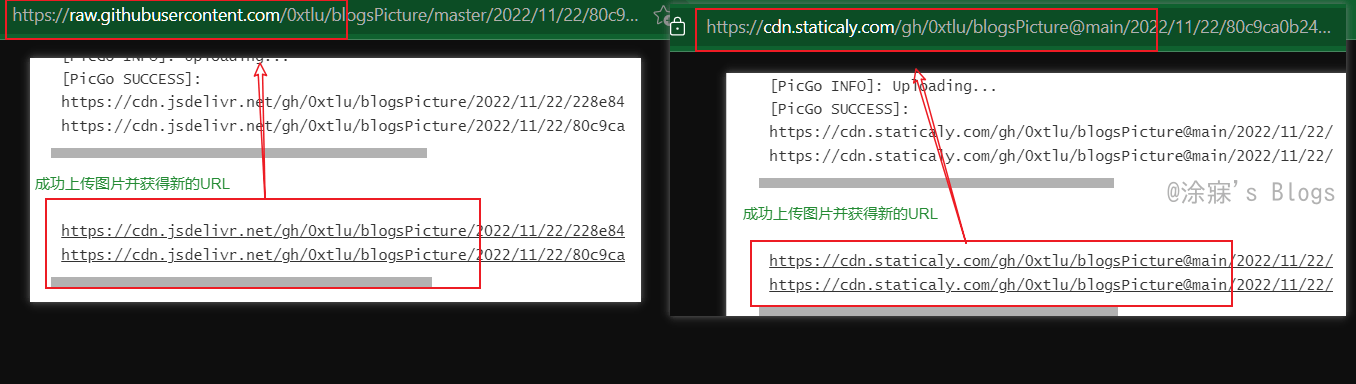 https://raw.githubusercontent.com/0xtlu/blogsPicture/master/2022/11/22/80c9...
[PicGo INFO]: Uploading...
[PicGo SUCCESS]:
https://cdn.jsdelivr.net/gh/0xtlu/blogsPicture/2022/11/22/228e84
https://cdn.jsdelivr.net/gh/0xtlu/blogsPicture/2022/11/22/80c9ca
成功上传图片并获得新的URL
https://cdn.jsdelivr.net/gh/0xtlu/blogsPicture/2022/11/22/228e84
https://cdn.jsdelivr.net/gh/0xtlu/blogsPicture/2022/11/22/80c9ca
https://cdn.staticaly.com/gh/0xtlu/blogsPicture@main/2022/11/22/80c9ca0b24...
[PicGo INFO]: Uploading...
[PicGo SUCCESS]:
https://cdn.staticaly.com/gh/0xtlu/blogsPicture@main/2022/11/22/
https://cdn.staticaly.com/gh/0xtlu/blogsPicture@main/2022/11/22/
@涂寐's Blogs
成功上传图片并获得新的URL
https://cdn.staticaly.com/gh/0xtlu/blogsPicture@main/2022/11/22/
https://cdn.staticaly.com/gh/0xtlu/blogsPicture@main/2022/11/22/